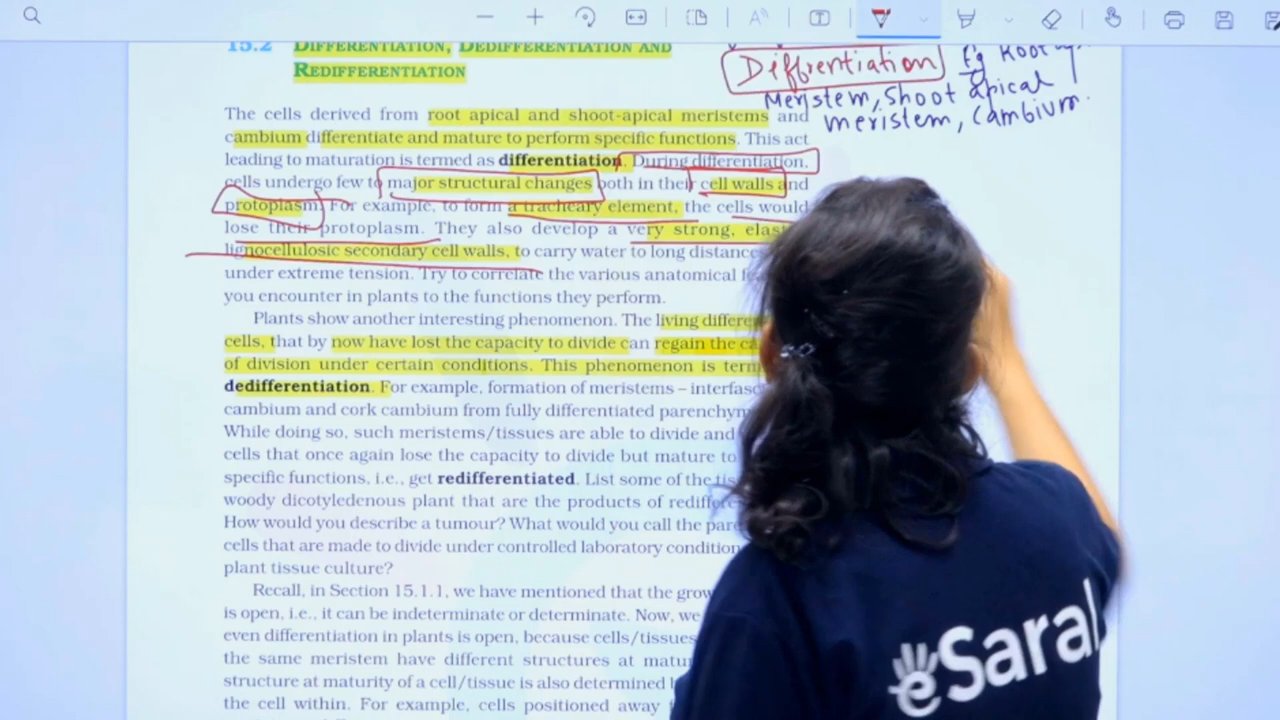 15.2 DIFFERENTIATION, DEDIFFERENTIATION AND
REDIFFERENTIATION
Diffrentiation Eg Root
Meristem, Shoot apical
meristem, Cambium.
The cells derived from root apical and shoot-apical meristems and
cambium differentiate and mature to perform specific functions. This act
leading to maturation is termed as differentiation. During differentiation,
cells undergo few to major structural changes both in their cell walls and
protoplasm. For example, to form a tracheary element, the cells would
lose their protoplasm. They also develop a very strong, elast
lignocellulosic secondary cell walls, to carry water to long distance
under extreme tension. Try to correlate the various anatomical
you encounter in plants to the functions they perform.
Plants show another interesting phenomenon. The living differe
cells, that by now have lost the capacity to divide can regain the ca
of division under certain conditions. This phenomenon is term
dedifferentiation. For example, formation of meristems – interfasc
cambium and cork cambium from fully differentiated parenchym
While doing so, such meristems/tissues are able to divide and
cells that once again lose the capacity to divide but mature to
specific functions, i.e., get redifferentiated. List some of the tis
woody dicotyledenous plant that are the products of rediffe
How would you describe a tumour? What would you call the pare
cells that are made to divide under controlled laboratory condition
plant tissue culture?
Recall, in Section 15.1.1, we have mentioned that the grow
is open, i.e., it can be indeterminate or determinate. Now, we
even differentiation in plants is open, because cells/tissues
the same meristem have different structures at matu
structure at maturity of a cell/tissue is also determined
the cell within. For example, cells positioned away
eSaral